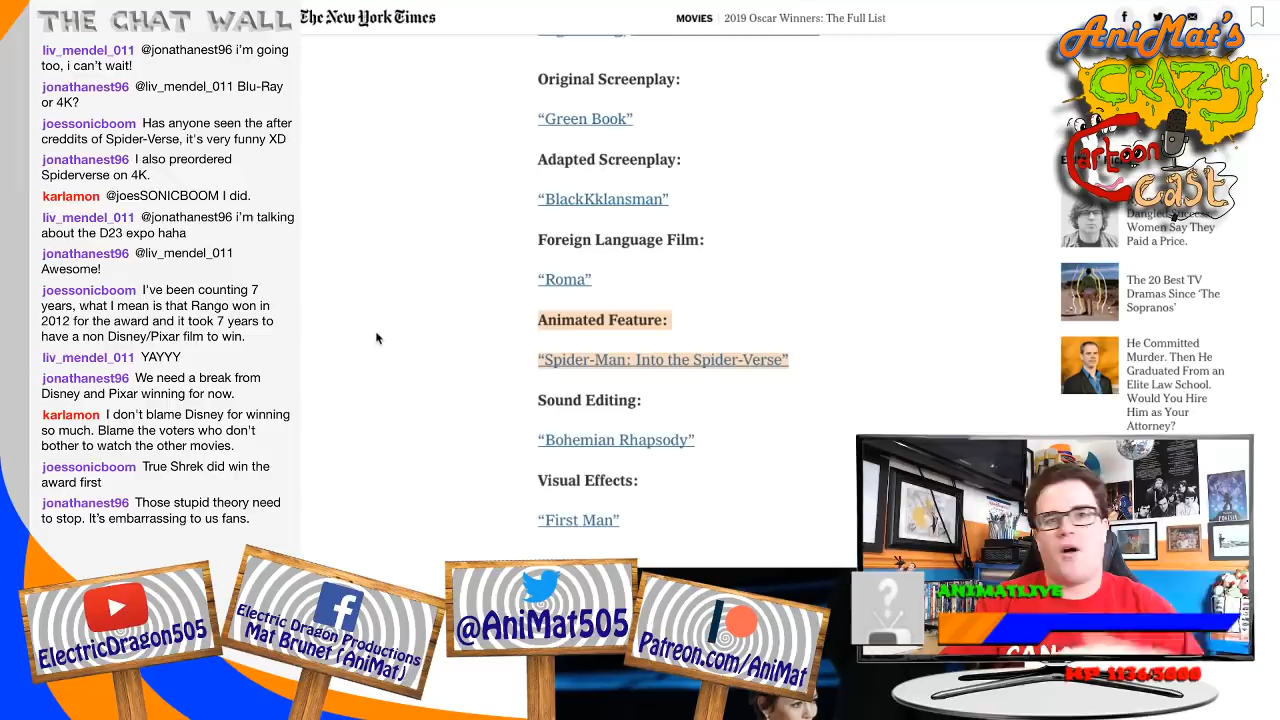 THE CHAT WALL
liv_mendel_011 @jonathanest96 i'm going
too, i can't wait!
jonathanest96 @liv_mendel_011 Blu-Ray
or 4K?
joessonicboom Has anyone seen the after
creddits of Spider-Verse, it's very funny XD
jonathanest96 I also preordered
Spiderverse on 4K.
karlamon @joesSONICBOOM I did.
liv_mendel_011 @jonathanest96 i'm talking
about the D23 expo haha
jonathanest96 @liv_mendel_011
Awesome!
joessonicboom I've been counting 7
years, what I mean is that Rango won in
2012 for the award and it took 7 years to
have a non Disney/Pixar film to win.
liv_mendel_011 YAYYY
jonathanest96 We need a break from
Disney and Pixar winning for now.
karlamon I don't blame Disney for winning
so much. Blame the voters who don't
bother to watch the other movies.
joessonicboom True Shrek did win the
award first
jonathanest96 Those stupid theory need
to stop. It's embarrassing to us fans.
The New York Times
MOVIES | 2019 Oscar Winners: The Full List
Original Screenplay:
“Green Book”
Adapted Screenplay:
“BlacKkKlansman”
Foreign Language Film:
“Roma”
Animated Feature:
“Spider-Man: Into the Spider-Verse”
Sound Editing:
“Bohemian Rhapsody”
Visual Effects:
“First Man”
AniMat's
CRAZY
Cartoon
Cast
Dangled Success,
Women Say They
Paid a Price.
The 20 Best TV
Dramas Since ‘The
Sopranos’
He Committed
Murder. Then He
Graduated From an
Elite Law School.
Would You Hire
Him as Your
Attorney?
ElectricDragon505
Electric Dragon Productions
Mat Brunet (AniMat)
@AniMat505
Patreon.com/AniMat
ANIMATLIVE